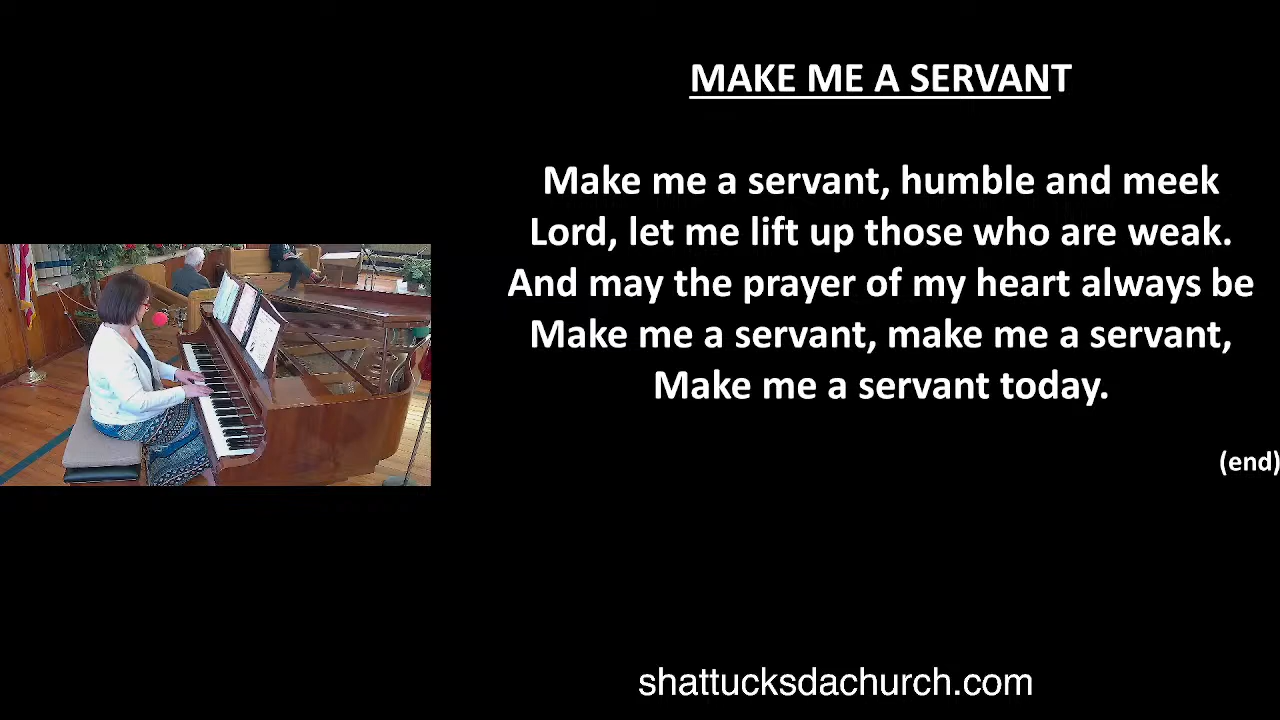 MAKE ME A SERVANT
Make me a servant, humble and meek
Lord, let me lift up those who are weak.
And may the prayer of my heart always be
Make me a servant, make me a servant,
Make me a servant today.
(end)
shattucksdachurch.com